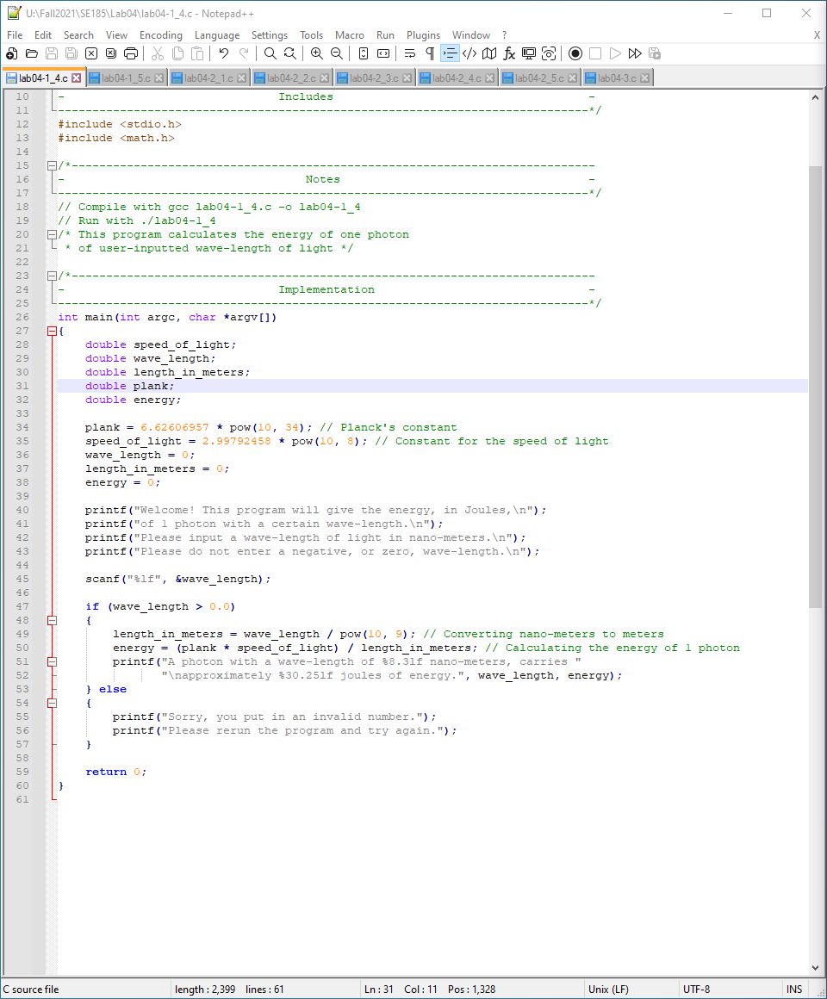 U:\Fall2021\SE185\Lab04\lab04-1_4.c - Notepad++
File Edit Search View Encoding Language Settings Tools Macro Run Plugins Window ? X
lab04-1_4.c lab04-1_5.c lab04-2_1.c lab04-2_2.c lab04-2_3.c lab04-2_4.c lab04-2_5.c lab04-3.c
10 - Includes -
11 -----------------------------------------------------------------------------*/
12 #include <stdio.h>
13 #include <math.h>
14
15 /*-----------------------------------------------------------------------------
16 - Notes -
17 -----------------------------------------------------------------------------*/
18 // Compile with gcc lab04-1_4.c -o lab04-1_4
19 // Run with ./lab04-1_4
20 /* This program calculates the energy of one photon
21 * of user-inputted wave-length of light */
22
23 /*-----------------------------------------------------------------------------
24 - Implementation -
25 -----------------------------------------------------------------------------*/
26 int main(int argc, char *argv[])
27 {
28 double speed_of_light;
29 double wave_length;
30 double length_in_meters;
31 double plank;
32 double energy;
33
34 plank = 6.62606957 * pow(10, 34); // Planck's constant
35 speed_of_light = 2.99792458 * pow(10, 8); // Constant for the speed of light
36 wave_length = 0;
37 length_in_meters = 0;
38 energy = 0;
39
40 printf("Welcome! This program will give the energy, in Joules,\n");
41 printf("of 1 photon with a certain wave-length.\n");
42 printf("Please input a wave-length of light in nano-meters.\n");
43 printf("Please do not enter a negative, or zero, wave-length.\n");
44
45 scanf("%lf", &wave_length);
46
47 if (wave_length > 0.0)
48 {
49 length_in_meters = wave_length / pow(10, 9); // Converting nano-meters to meters
50 energy = (plank * speed_of_light) / length_in_meters; // Calculating the energy of 1 photon
51 printf("A photon with a wave-length of %8.3lf nano-meters, carries "
52 "\napproximately %30.25lf joules of energy.", wave_length, energy);
53 } else
54 {
55 printf("Sorry, you put in an invalid number.");
56 printf("Please rerun the program and try again.");
57 }
58
59 return 0;
60 }
61
C source file length : 2,399 lines : 61 Ln : 31 Col : 11 Pos : 1,328 Unix (LF) UTF-8 INS